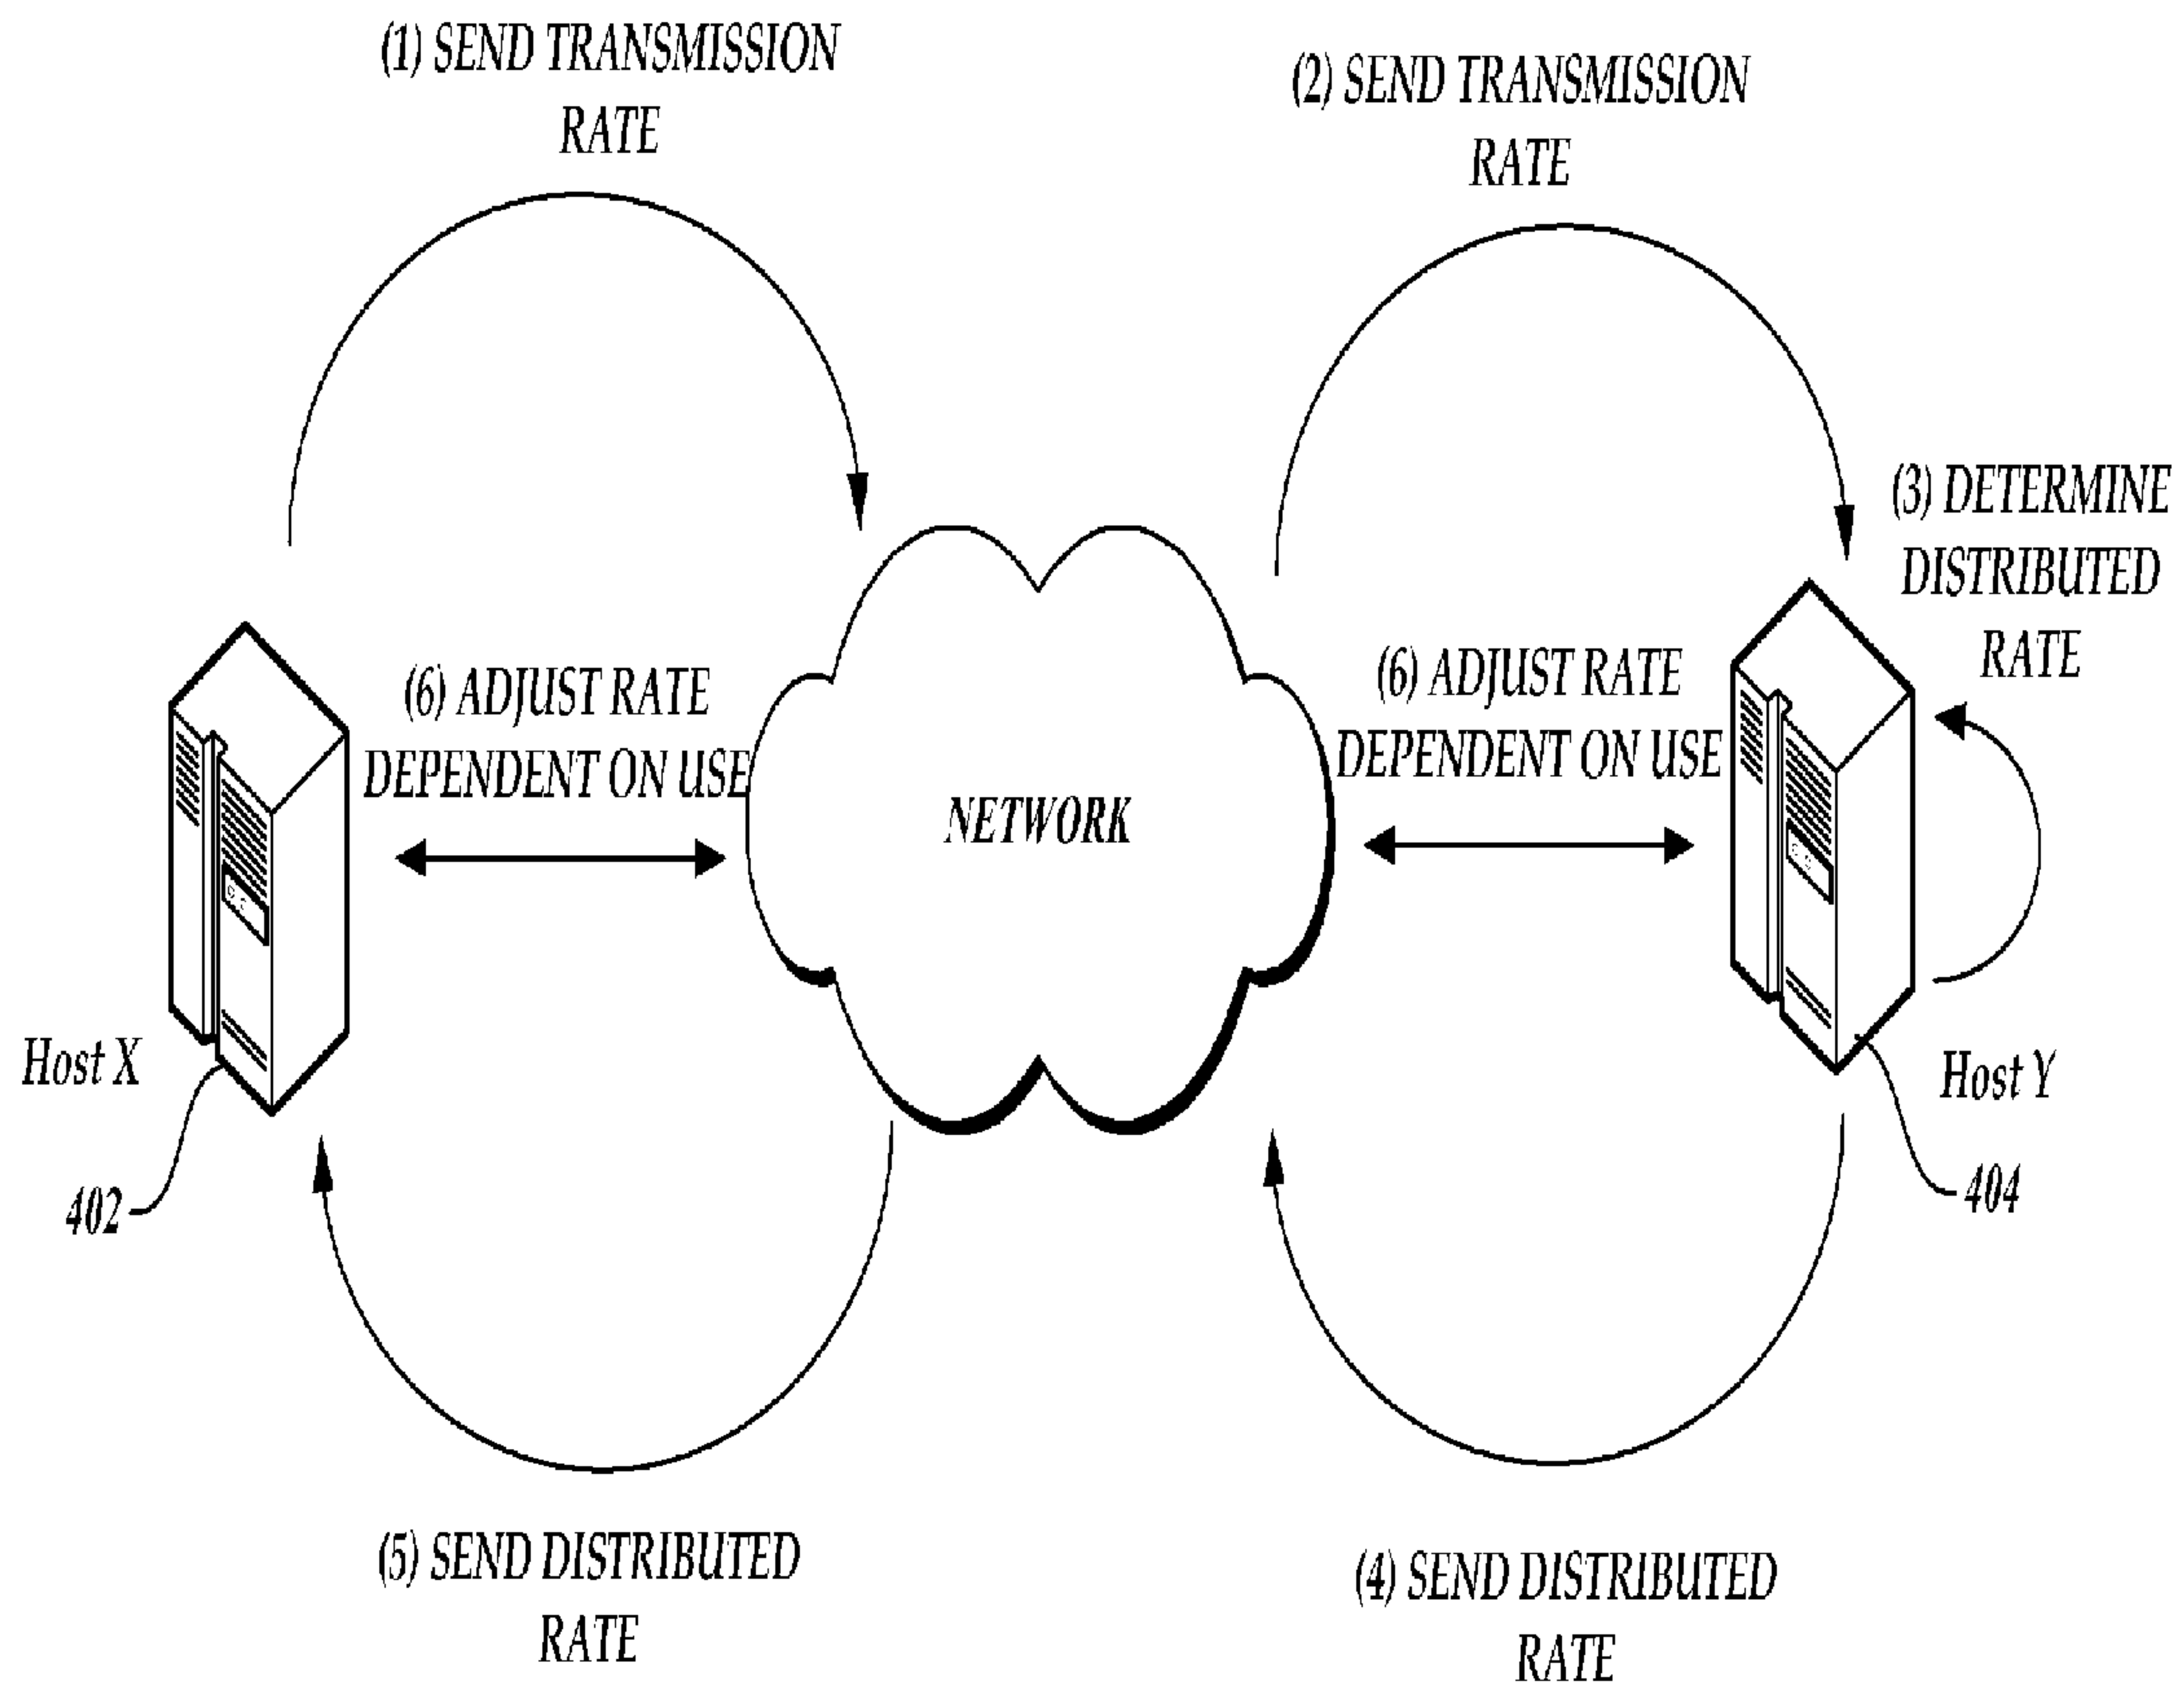 (1) SEND TRANSMISSION
RATE
(2) SEND TRANSMISSION
RATE
(3) DETERMINE
DISTRIBUTED
RATE
(6) ADJUST RATE
DEPENDENT ON USE
(6) ADJUST RATE
DEPENDENT ON USE
NETWORK
Host X
Host Y
402
404
(5) SEND DISTRIBUTED
RATE
(4) SEND DISTRIBUTED
RATE